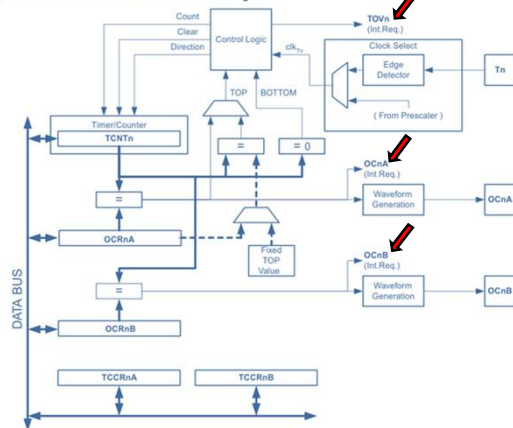 Count
Clear
Direction
Control Logic
TOVn
(Int.Req.)
Clock Select
clkTn
Edge
Detector
Tn
( From Prescaler )
TOP
BOTTOM
Timer/Counter
TCNTn
=
= 0
OCnA
(Int.Req.)
=
Waveform
Generation
OCnA
OCRnA
Fixed
TOP
Value
OCnB
(Int.Req.)
=
Waveform
Generation
OCnB
OCRnB
DATA BUS
TCCRnA
TCCRnB